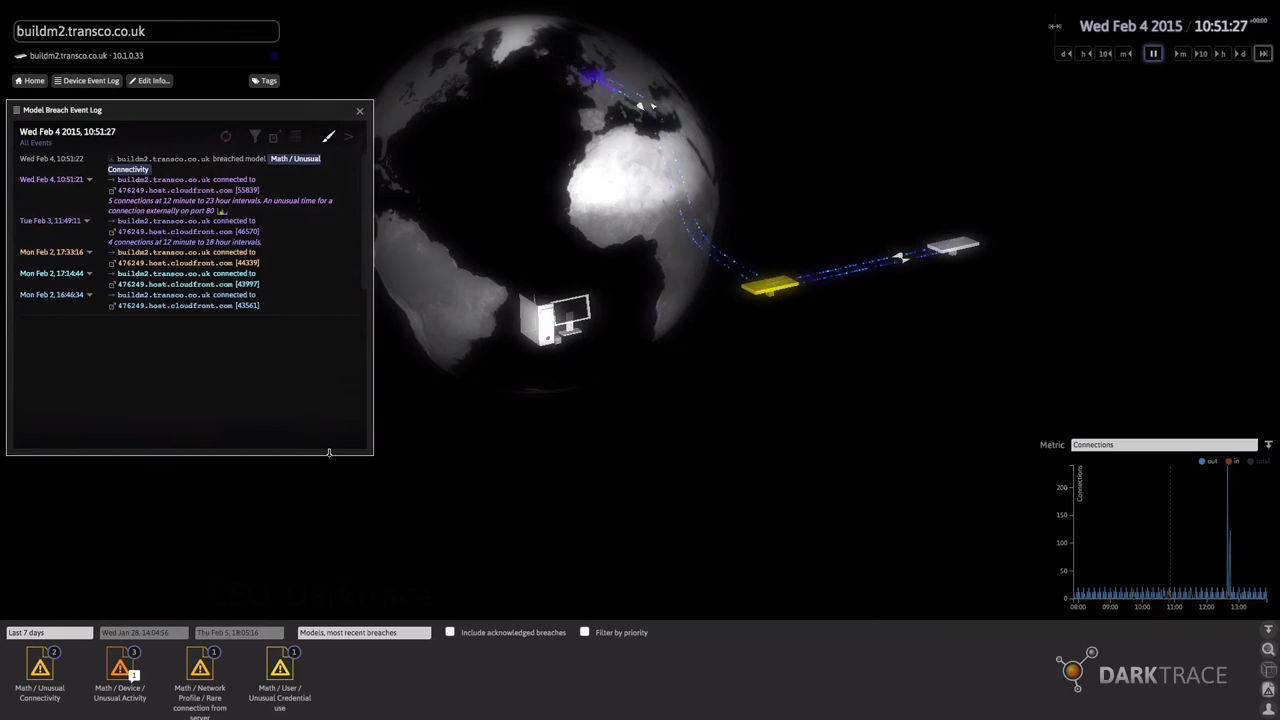 buildm2.transco.co.uk
Wed Feb 4 2015 / 10:51:27 +00:00
buildm2.transco.co.uk · 10.1.0.33
d h 10 m m 10 h d
Home Device Event Log Edit Info... Tags
Model Breach Event Log
Wed Feb 4 2015, 10:51:27
All Events
Wed Feb 4, 10:51:22 buildm2.transco.co.uk breached model Math / Unusual
Connectivity
Wed Feb 4, 10:51:21 buildm2.transco.co.uk connected to
476249.host.cloudfront.com [55839]
5 connections at 12 minute to 23 hour intervals. An unusual time for a
connection externally on port 80
Tue Feb 3, 11:49:11 buildm2.transco.co.uk connected to
476249.host.cloudfront.com [46570]
4 connections at 12 minute to 18 hour intervals.
Mon Feb 2, 17:33:16 buildm2.transco.co.uk connected to
476249.host.cloudfront.com [44339]
Mon Feb 2, 17:14:44 buildm2.transco.co.uk connected to
476249.host.cloudfront.com [43997]
Mon Feb 2, 16:46:34 buildm2.transco.co.uk connected to
476249.host.cloudfront.com [43561]
Metric Connections
out in total
Connections
200
150
100
50
0
08:00 09:00 10:00 11:00 12:00 13:00
Last 7 days Wed Jan 28, 14:04:56 Thu Feb 5, 18:05:16 Models, most recent breaches Include acknowledged breaches Filter by priority
2 3 1 1
1
Math / Unusual
Connectivity
Math / Device /
Unusual Activity
Math / Network
Profile / Rare
connection from
server
Math / User /
Unusual Credential
use
DARKTRACE